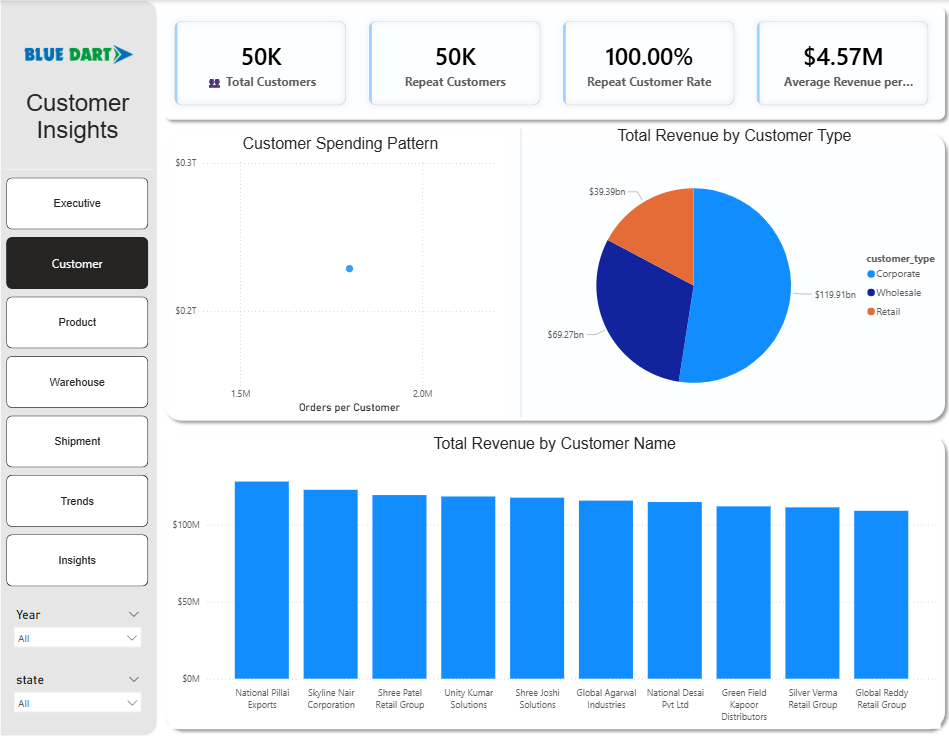 BLUE DART
Customer
Insights
Executive
Customer
Product
Warehouse
Shipment
Trends
Insights
Year
All
state
All
50K
Total Customers
50K
Repeat Customers
100.00%
Repeat Customer Rate
$4.57M
Average Revenue per...
Customer Spending Pattern
$0.3T
$0.2T
1.5M
2.0M
Orders per Customer
Total Revenue by Customer Type
$39.39bn
$119.91bn
$69.27bn
customer_type
Corporate
Wholesale
Retail
Total Revenue by Customer Name
$100M
$50M
$0M
National Pillai
Exports
Skyline Nair
Corporation
Shree Patel
Retail Group
Unity Kumar
Solutions
Shree Joshi
Solutions
Global Agarwal
Industries
National Desai
Pvt Ltd
Green Field
Kapoor
Distributors
Silver Verma
Retail Group
Global Reddy
Retail Group